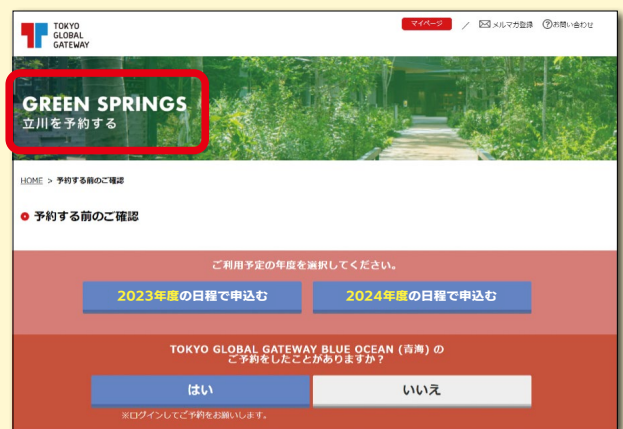 TOKYO
GLOBAL
GATEWAY
マイページ / メルマガ登録 ?お問い合わせ
GREEN SPRINGS
立川を予約する
HOME > 予約する前のご確認
予約する前のご確認
ご利用予定の年度を選択してください。
2023年度の日程で申込む 2024年度の日程で申込む
TOKYO GLOBAL GATEWAY BLUE OCEAN (青海) の
ご予約をしたことがありますか？
はい いいえ
※ログインしてご予約をお願いします。